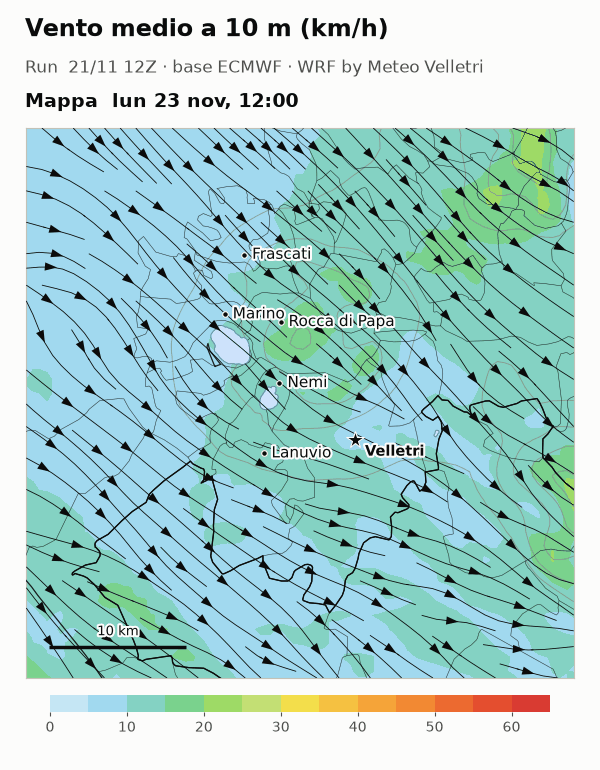 Vento medio a 10 m (km/h)
Run 21/11 12Z · base ECMWF · WRF by Meteo Velletri
Mappa lun 23 nov, 12:00
Frascati
Marino
Rocca di Papa
Nemi
Velletri
Lanuvio
10 km
0 10 20 30 40 50 60